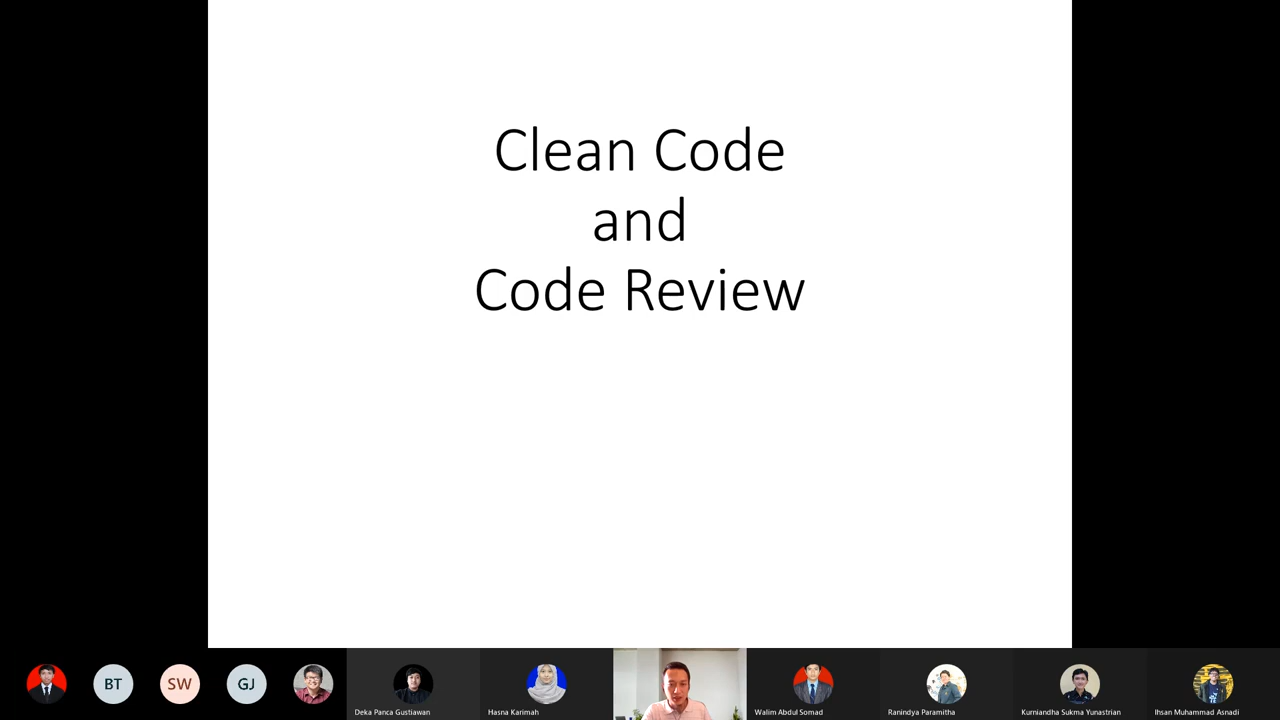 Clean Code
and
Code Review
BT
SW
GJ
Deka Panca Gustiawan
Hasna Karimah
Walim Abdul Somad
Ranindya Paramitha
Kurniandha Sukma Yunastrian
Ihsan Muhammad Asnadi